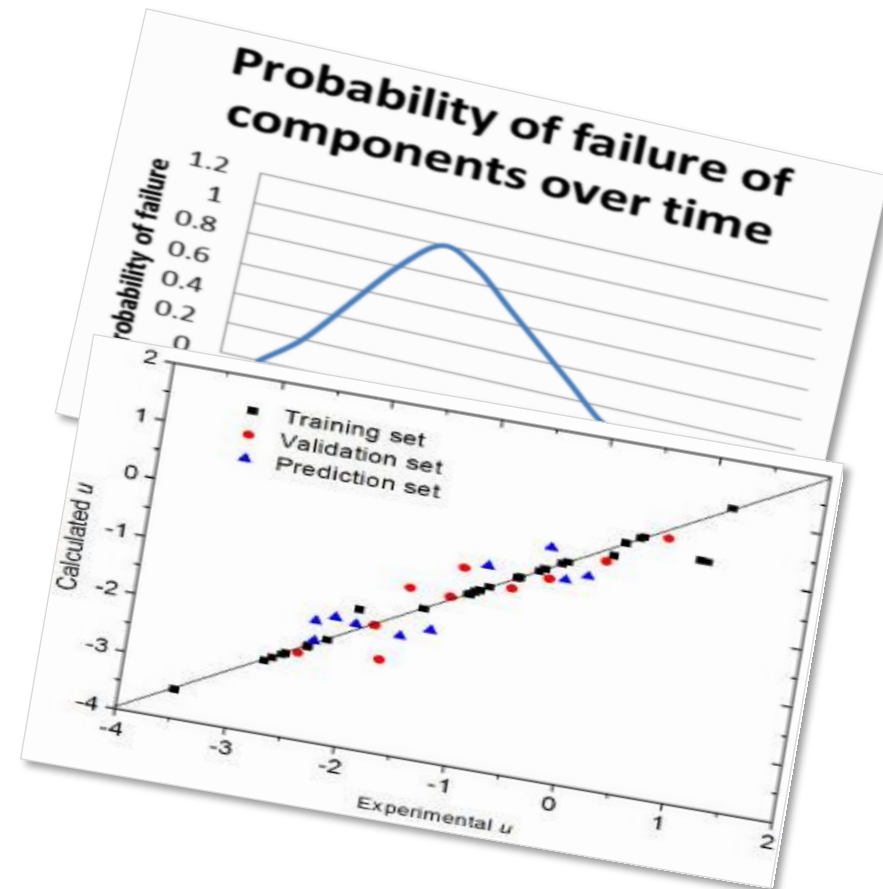 Probability of failure of
components over time
robability of failure
1.2
1
0.8
0.6
0.4
0.2
0
2
1
0
-1
-2
-3
-4
Calculated u
Training set
Validation set
Prediction set
-4
-3
-2
-1
0
1
2
Experimental u